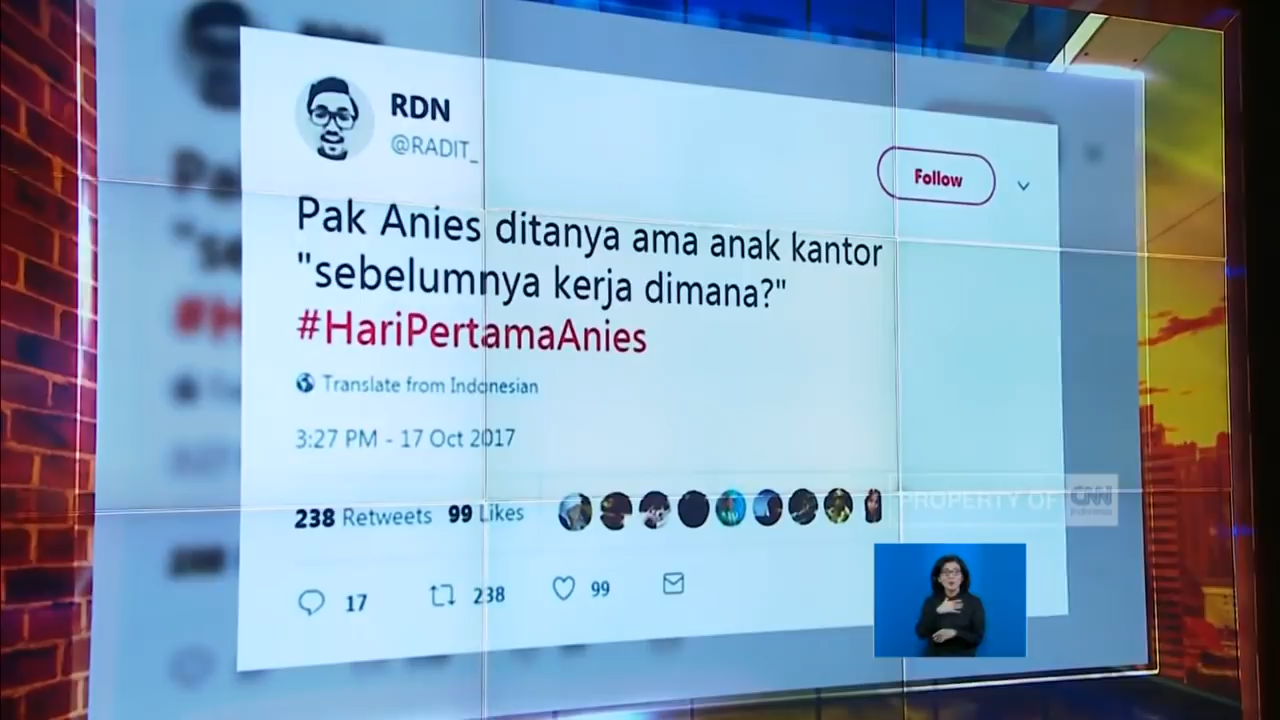 RDN
@RADIT_
Follow
Pak Anies ditanya ama anak kantor
"sebelumnya kerja dimana?"
#HariPertamaAnies
Translate from Indonesian
3:27 PM - 17 Oct 2017
238 Retweets 99 Likes
PROPERTY OF CNN Indonesia
17 238 99